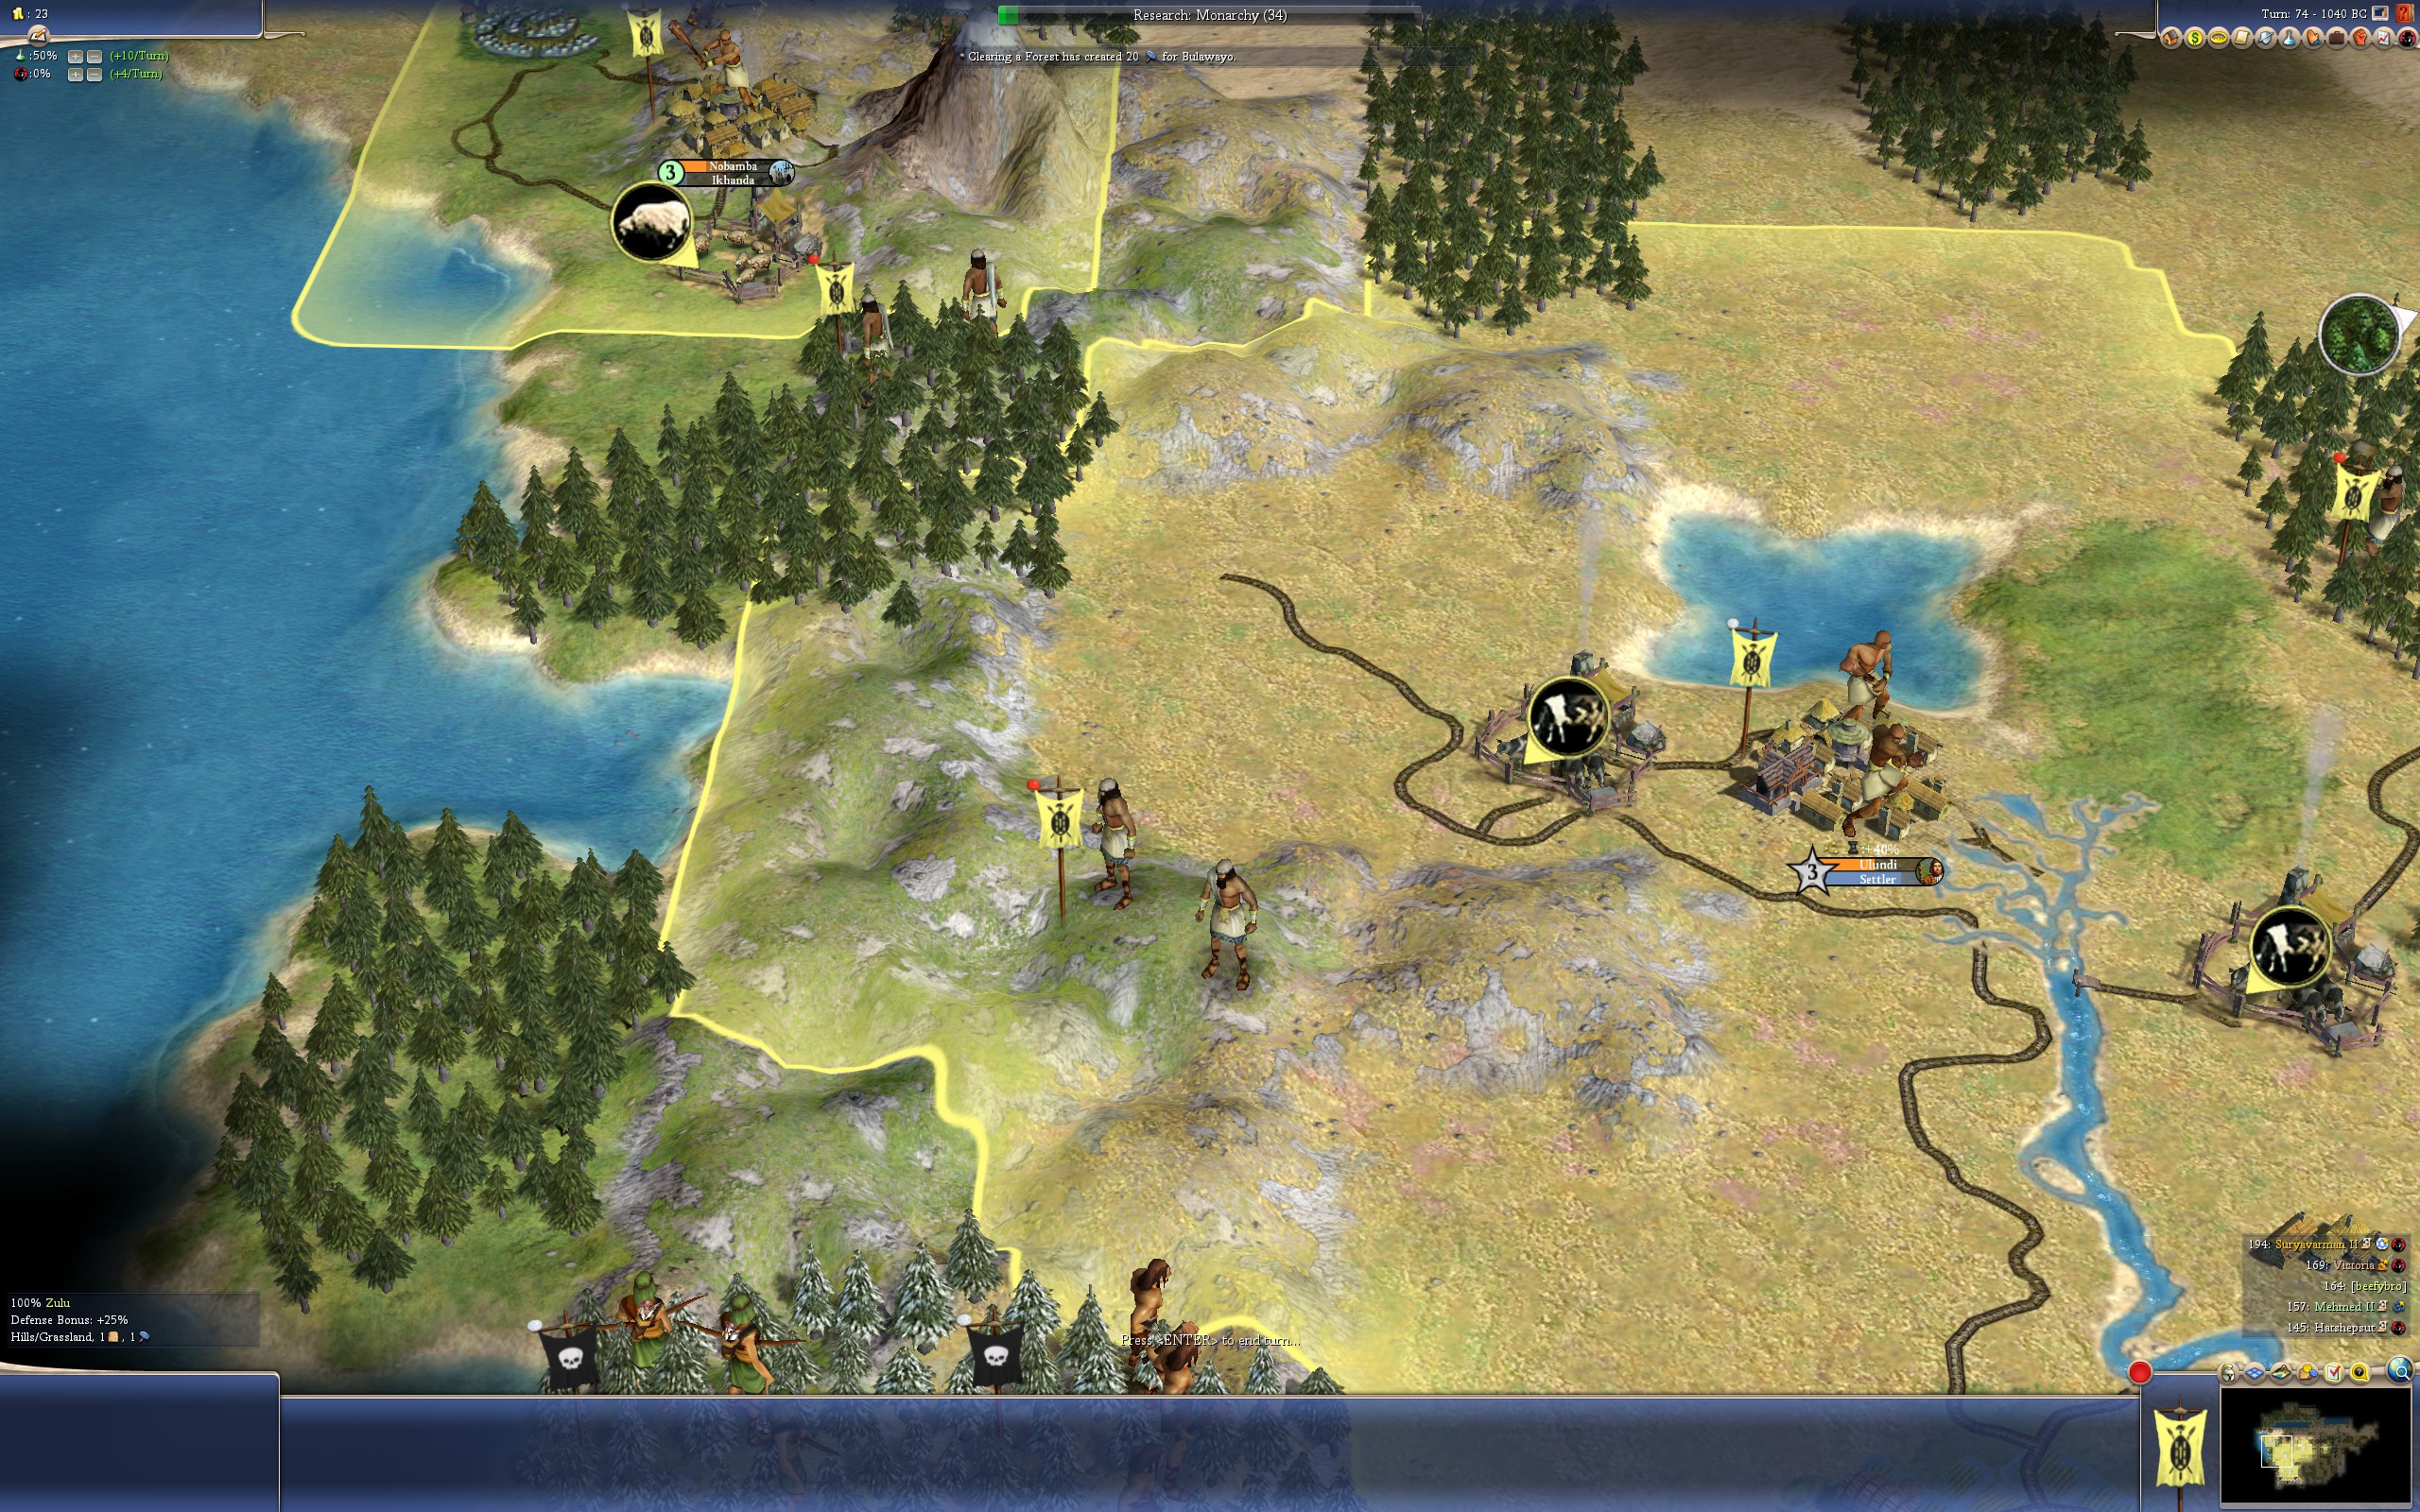 : 23
Research: Monarchy (34)
Turn: 74 - 1040 BC
:50% (+10/Turn)
:0% (+4/Turn)
* Clearing a Forest has created 20 for Bulawayo.
3 Nobamba
Ikhanda
:+40%
3 Ulundi
Settler
194: Suryavarman II
169: Victoria
164: [beefybro]
157: Mehmed II
145: Hatshepsut
100% Zulu
Defense Bonus: +25%
Hills/Grassland, 1 , 1
Press <ENTER> to end turn...